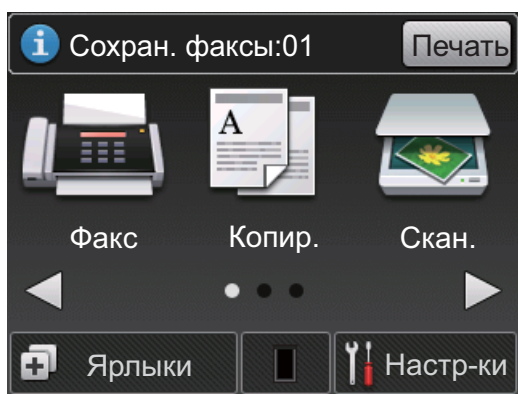 Сохран. факсы:01 Печать
A
Факс Копир. Скан.
Ярлыки Настр-ки